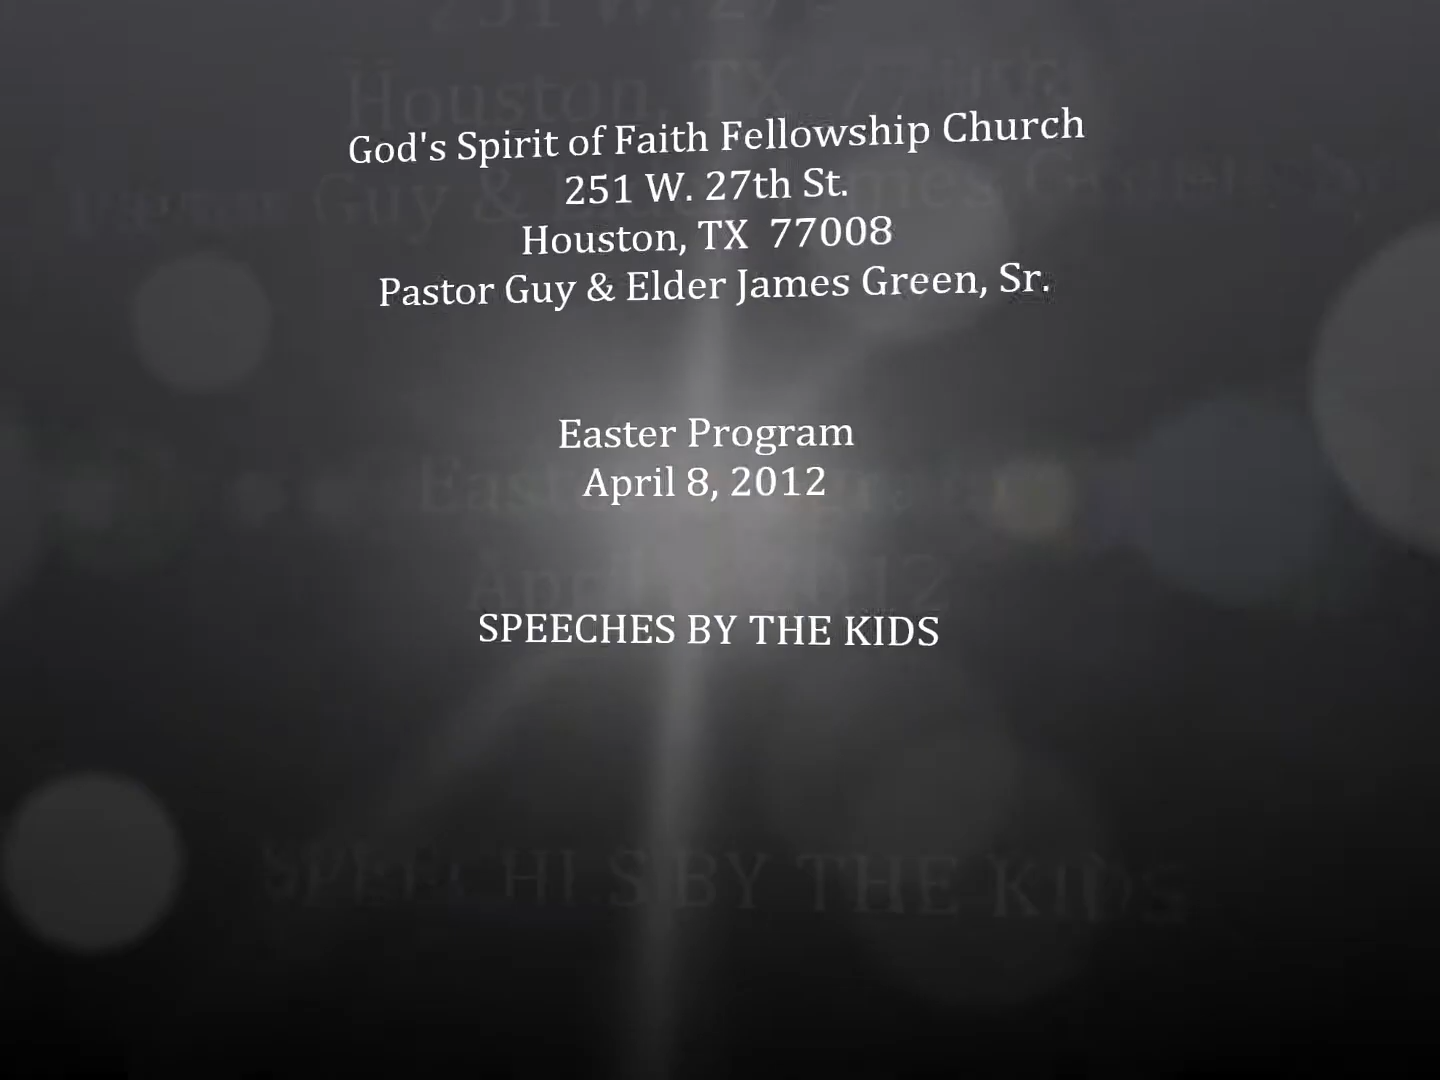 God's Spirit of Faith Fellowship Church
251 W. 27th St.
Houston, TX 77008
Pastor Guy & Elder James Green, Sr.
Easter Program
April 8, 2012
SPEECHES BY THE KIDS